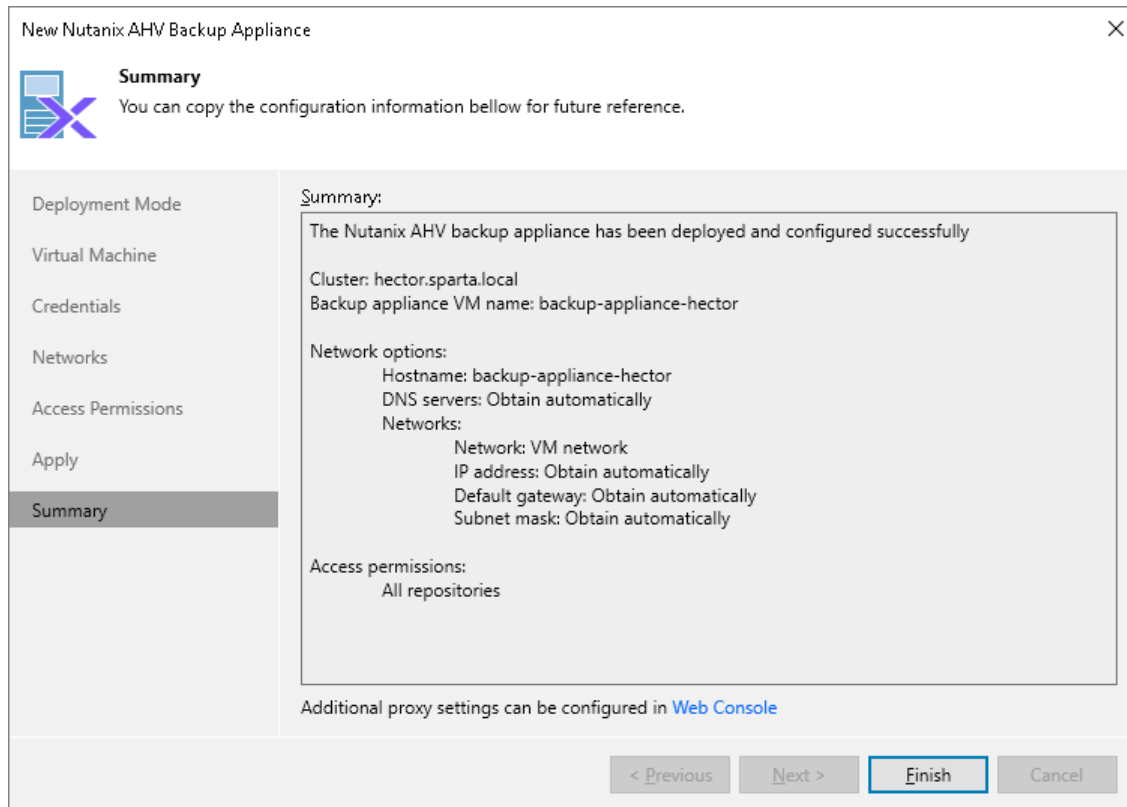 New Nutanix AHV Backup Appliance
Summary
You can copy the configuration information bellow for future reference.
Deployment Mode
Virtual Machine
Credentials
Networks
Access Permissions
Apply
Summary
Summary:
The Nutanix AHV backup appliance has been deployed and configured successfully
Cluster: hector.sparta.local
Backup appliance VM name: backup-appliance-hector
Network options:
Hostname: backup-appliance-hector
DNS servers: Obtain automatically
Networks:
Network: VM network
IP address: Obtain automatically
Default gateway: Obtain automatically
Subnet mask: Obtain automatically
Access permissions:
All repositories
Additional proxy settings can be configured in Web Console
< Previous
Next >
Finish
Cancel